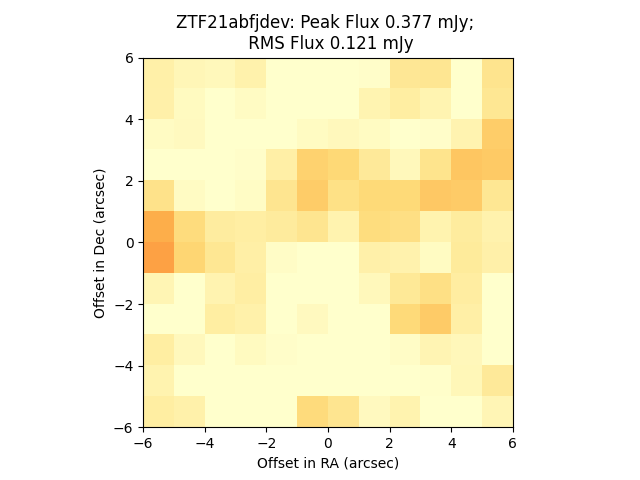 ZTF21abfjdev: Peak Flux 0.377 mJy;
RMS Flux 0.121 mJy
6
4
2
0
−2
−4
−6
Offset in Dec (arcsec)
−6 −4 −2 0 2 4 6
Offset in RA (arcsec)